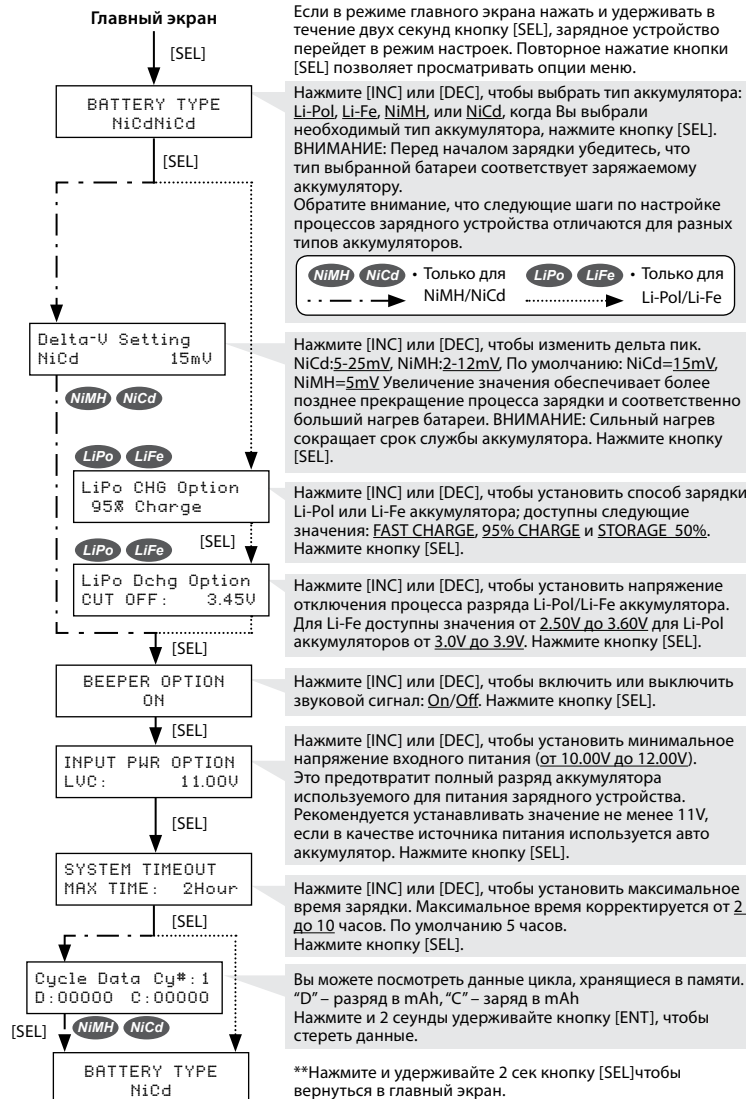 Главный экран
[SEL]
Если в режиме главного экрана нажать и удерживать в
течение двух секунд кнопку [SEL], зарядное устройство
перейдет в режим настроек. Повторное нажатие кнопки
[SEL] позволяет просматривать опции меню.
BATTERY TYPE
NiCdNiCd
[SEL]
Нажмите [INC] или [DEC], чтобы выбрать тип аккумулятора:
Li-Pol, Li-Fe, NiMH, или NiCd, когда Вы выбрали
необходимый тип аккумулятора, нажмите кнопку [SEL].
ВНИМАНИЕ: Перед началом зарядки убедитесь, что
тип выбранной батареи соответствует заряжаемому
аккумулятору.
Обратите внимание, что следующие шаги по настройке
процессов зарядного устройства отличаются для разных
типов аккумуляторов.
NiMH NiCd • Только для
NiMH/NiCd
LiPo LiFe • Только для
Li-Pol/Li-Fe
Delta-V Setting
NiCd 15mV
NiMH NiCd
Нажмите [INC] или [DEC], чтобы изменить дельта пик.
NiCd:5-25mV, NiMH:2-12mV, По умолчанию: NiCd=15mV,
NiMH=5mV Увеличение значения обеспечивает более
позднее прекращение процесса зарядки и соответственно
больший нагрев батареи. ВНИМАНИЕ: Сильный нагрев
сокращает срок службы аккумулятора. Нажмите кнопку
[SEL].
LiPo LiFe
LiPo CHG Option
95% Charge
[SEL]
Нажмите [INC] или [DEC], чтобы установить способ зарядки
Li-Pol или Li-Fe аккумулятора; доступны следующие
значения: FAST CHARGE, 95% CHARGE и STORAGE 50%.
Нажмите кнопку [SEL].
LiPo LiFe
LiPo Dchg Option
CUT OFF: 3.45V
[SEL]
Нажмите [INC] или [DEC], чтобы установить напряжение
отключения процесса разряда Li-Pol/Li-Fe аккумулятора.
Для Li-Fe доступны значения от 2.50V до 3.60V для Li-Pol
аккумуляторов от 3.0V до 3.9V. Нажмите кнопку [SEL].
BEEPER OPTION
ON
[SEL]
Нажмите [INC] или [DEC], чтобы включить или выключить
звуковой сигнал: On/Off. Нажмите кнопку [SEL].
INPUT PWR OPTION
LVC: 11.00V
[SEL]
Нажмите [INC] или [DEC], чтобы установить минимальное
напряжение входного питания (от 10.00V до 12.00V).
Это предотвратит полный разряд аккумулятора
используемого для питания зарядного устройства.
Рекомендуется устанавливать значение не менее 11V,
если в качестве источника питания используется авто
аккумулятор. Нажмите кнопку [SEL].
SYSTEM TIMEOUT
MAX TIME: 2Hour
[SEL]
Нажмите [INC] или [DEC], чтобы установить максимальное
время зарядки. Максимальное время корректируется от 2
до 10 часов. По умолчанию 5 часов.
Нажмите кнопку [SEL].
Cycle Data Cy#:1
D:00000 C:00000
[SEL] NiMH NiCd
Вы можете посмотреть данные цикла, хранящиеся в памяти.
“D” – разряд в mAh, “C” – заряд в mAh
Нажмите и 2 сеунды удерживайте кнопку [ENT], чтобы
стереть данные.
BATTERY TYPE
NiCd
**Нажмите и удерживайте 2 сек кнопку [SEL]чтобы
вернуться в главный экран.